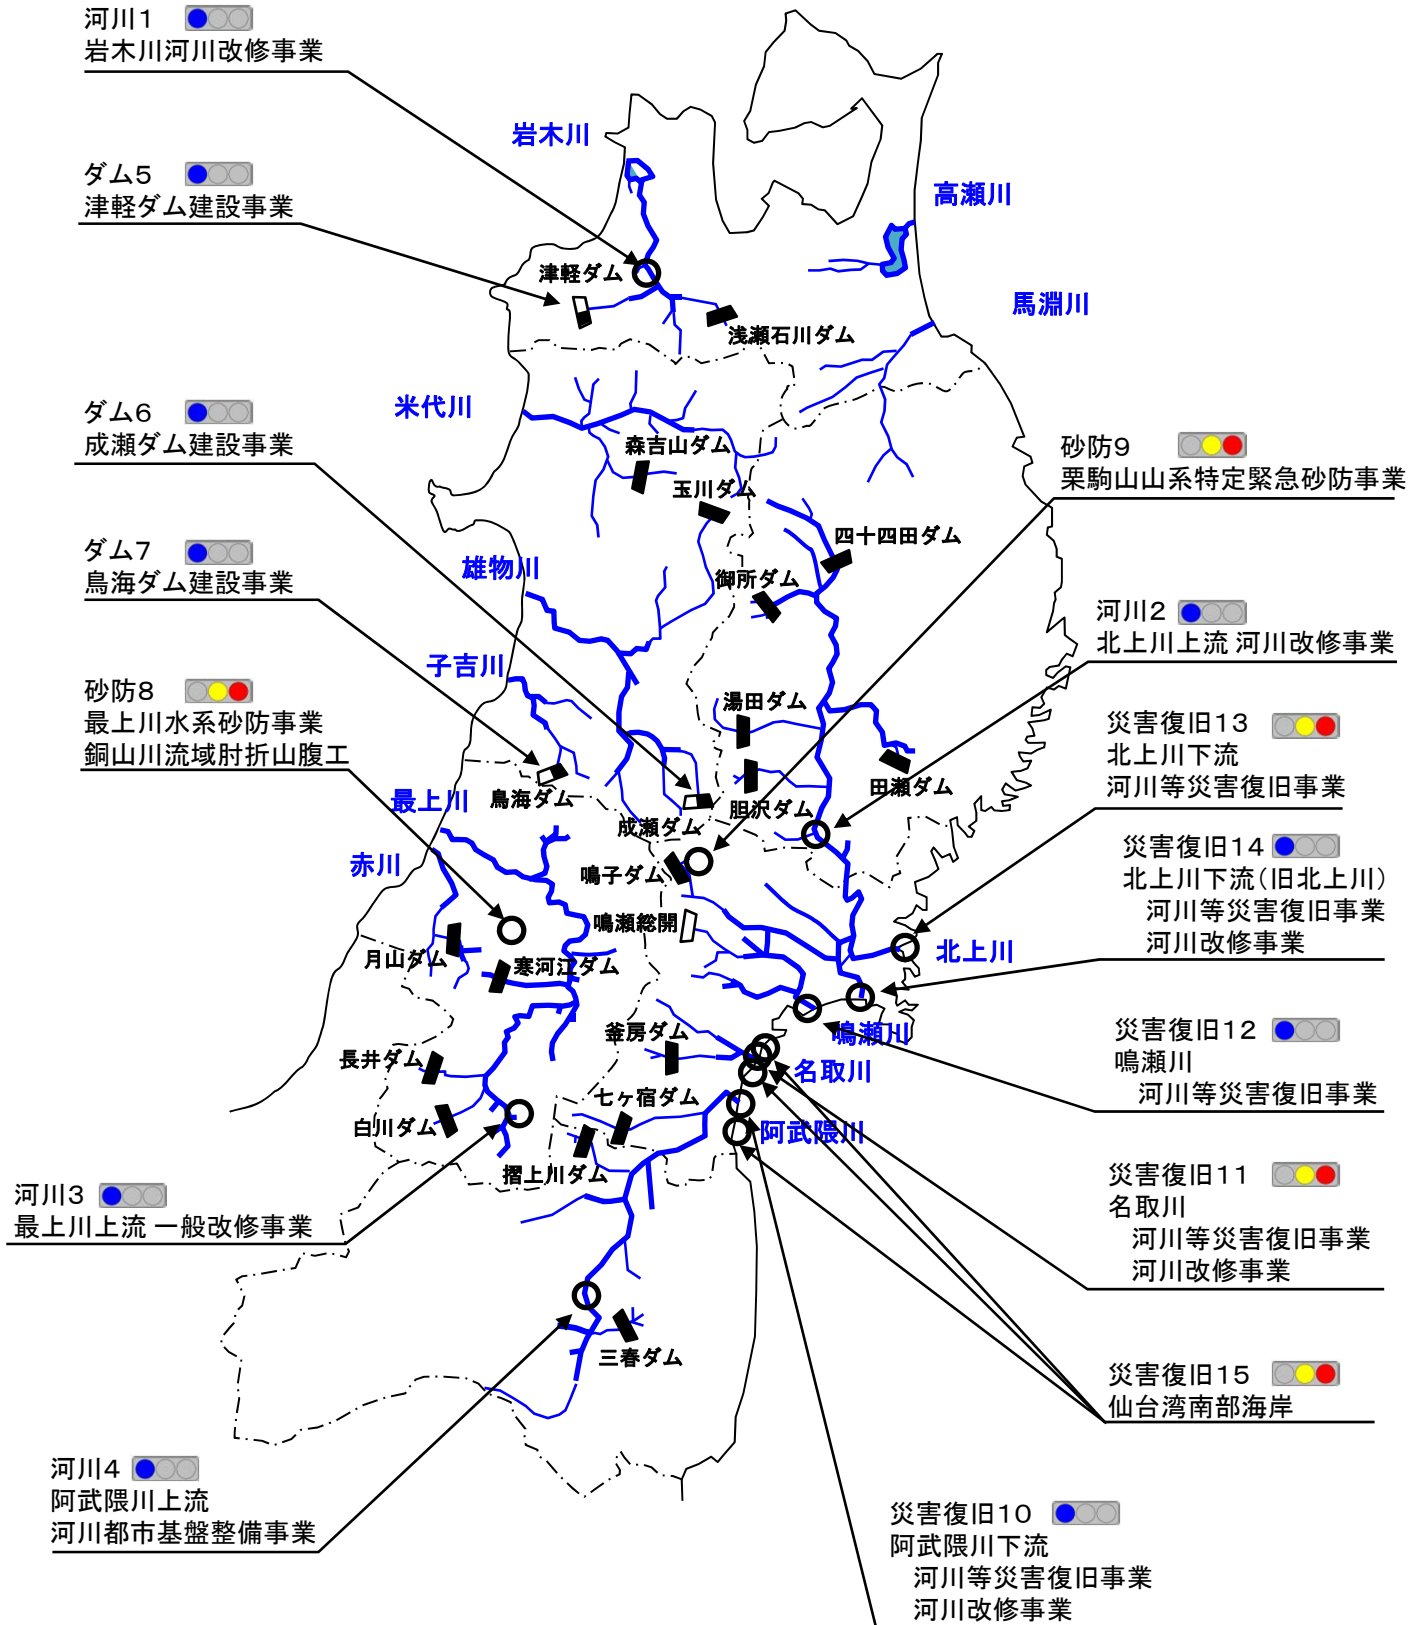 河川1
岩木川河川改修事業
ダム5
津軽ダム建設事業
ダム6
成瀬ダム建設事業
ダム7
鳥海ダム建設事業
砂防8
最上川水系砂防事業
銅山川流域肘折山腹工
河川3
最上川上流 一般改修事業
河川4
阿武隈川上流
河川都市基盤整備事業
岩木川
高瀬川
馬淵川
津軽ダム
浅瀬石川ダム
米代川
森吉山ダム
玉川ダム
四十四田ダム
御所ダム
雄物川
子吉川
湯田ダム
田瀬ダム
胆沢ダム
鳥海ダム
成瀬ダム
最上川
赤川
鳴子ダム
鳴瀬総開
月山ダム
寒河江ダム
北上川
鳴瀬川
釜房ダム
名取川
長井ダム
七ヶ宿ダム
白川ダム
阿武隈川
摺上川ダム
三春ダム
砂防9
栗駒山山系特定緊急砂防事業
河川2
北上川上流 河川改修事業
災害復旧13
北上川下流
河川等災害復旧事業
災害復旧14
北上川下流(旧北上川)
河川等災害復旧事業
河川改修事業
災害復旧12
鳴瀬川
河川等災害復旧事業
災害復旧11
名取川
河川等災害復旧事業
河川改修事業
災害復旧15
仙台湾南部海岸
災害復旧10
阿武隈川下流
河川等災害復旧事業
河川改修事業